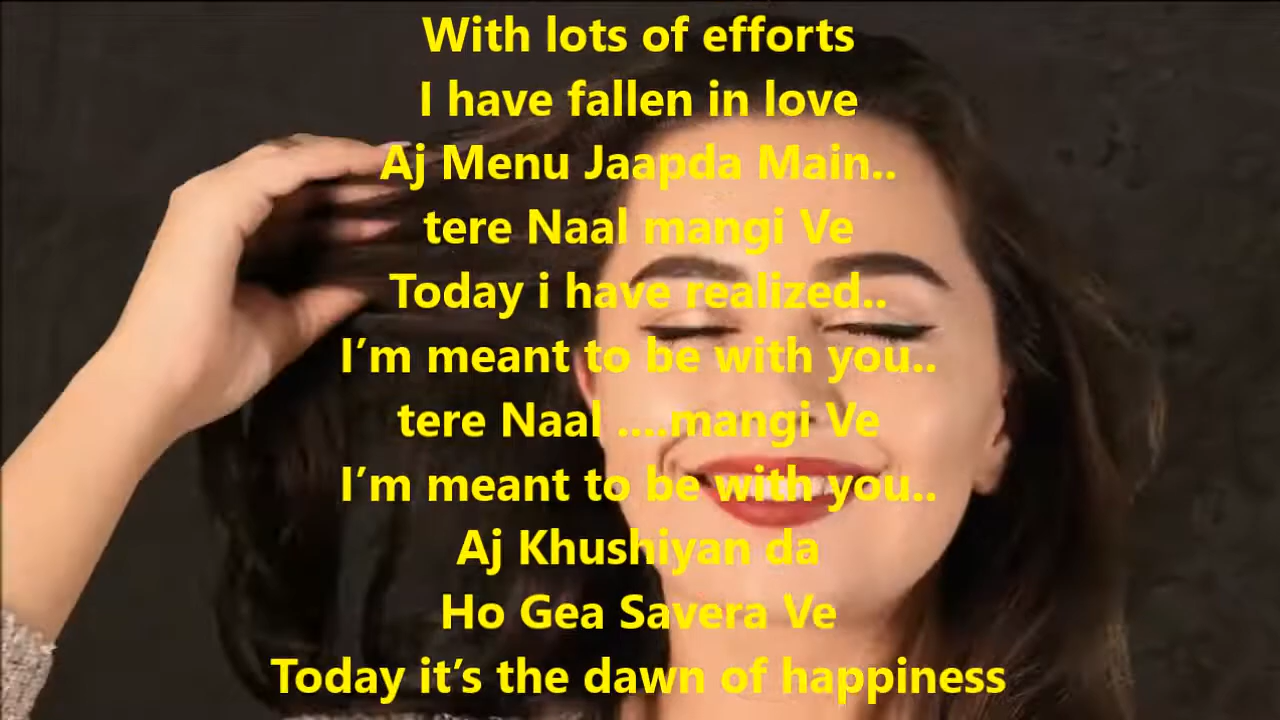 With lots of efforts
I have fallen in love
Aj Menu Jaapda Main..
tere Naal mangi Ve
Today i have realized..
I’m meant to be with you..
tere Naal ....mangi Ve
I’m meant to be with you..
Aj Khushiyan da
Ho Gea Savera Ve
Today it’s the dawn of happiness